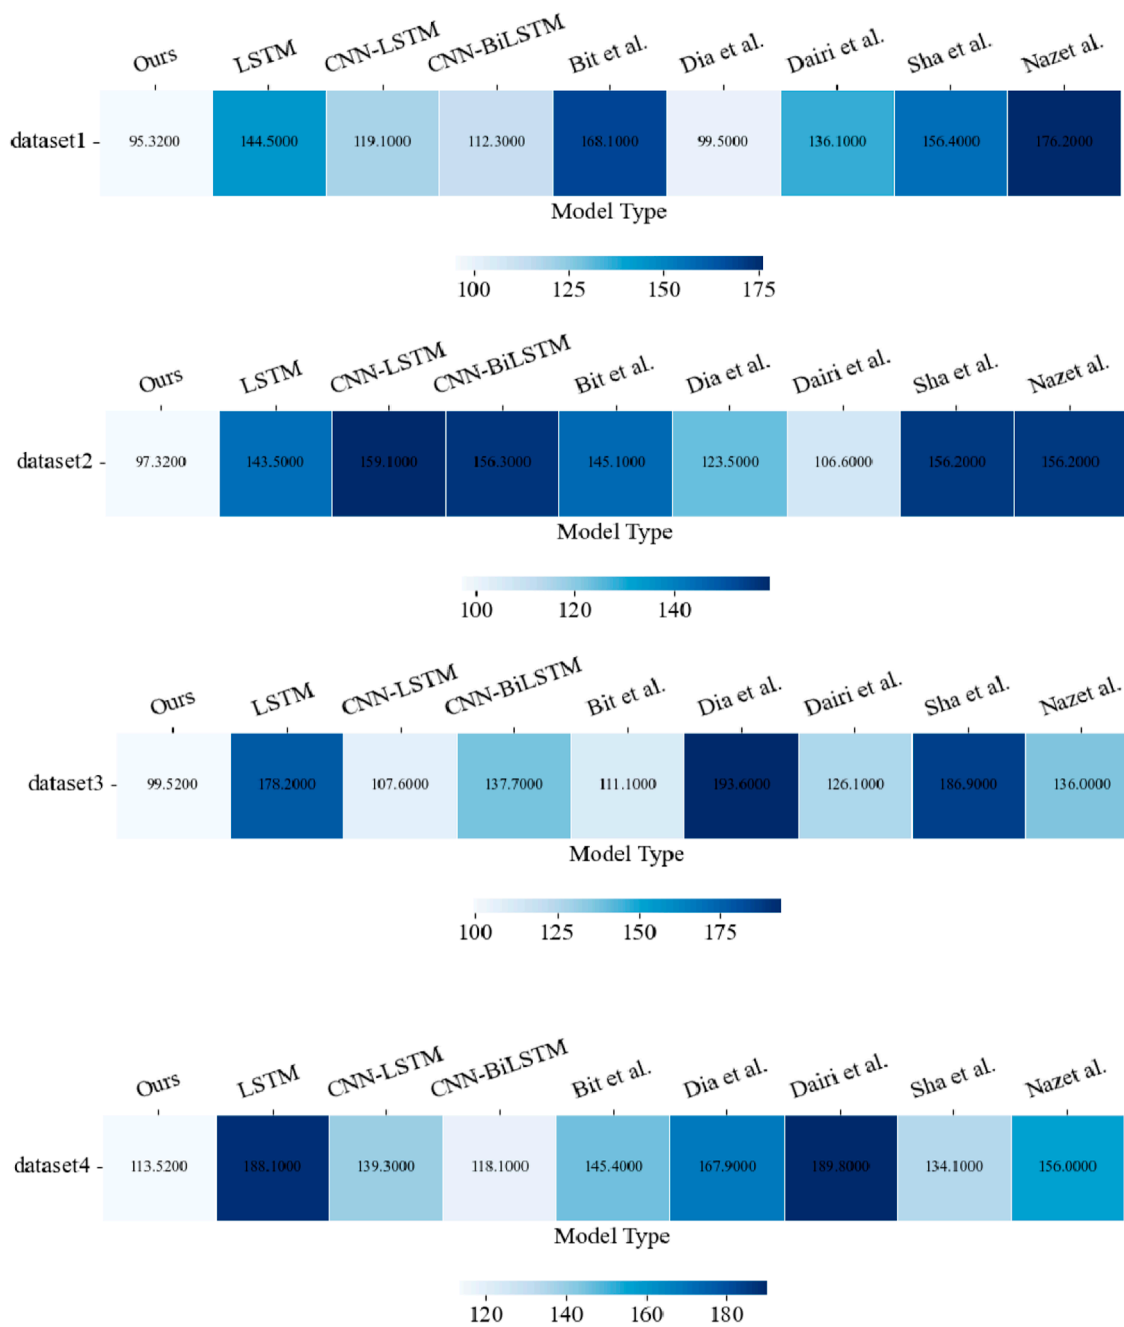 Ours LSTM CNN-LSTM CNN-BiLSTM Bit et al. Dia et al. Dairi et al. Sha et al. Nazet al.
dataset1 95.3200 144.5000 119.1000 112.3000 168.1000 99.5000 136.1000 156.4000 176.2000
Model Type
100 125 150 175
Ours LSTM CNN-LSTM CNN-BiLSTM Bit et al. Dia et al. Dairi et al. Sha et al. Nazet al.
dataset2 97.3200 143.5000 159.1000 156.3000 145.1000 123.5000 106.6000 156.2000 156.2000
Model Type
100 120 140
Ours LSTM CNN-LSTM CNN-BiLSTM Bit et al. Dia et al. Dairi et al. Sha et al. Nazet al.
dataset3 99.5200 178.2000 107.6000 137.7000 111.1000 193.6000 126.1000 186.9000 136.0000
Model Type
100 125 150 175
Ours LSTM CNN-LSTM CNN-BiLSTM Bit et al. Dia et al. Dairi et al. Sha et al. Nazet al.
dataset4 113.5200 188.1000 139.3000 118.1000 145.4000 167.9000 189.8000 134.1000 156.0000
Model Type
120 140 160 180